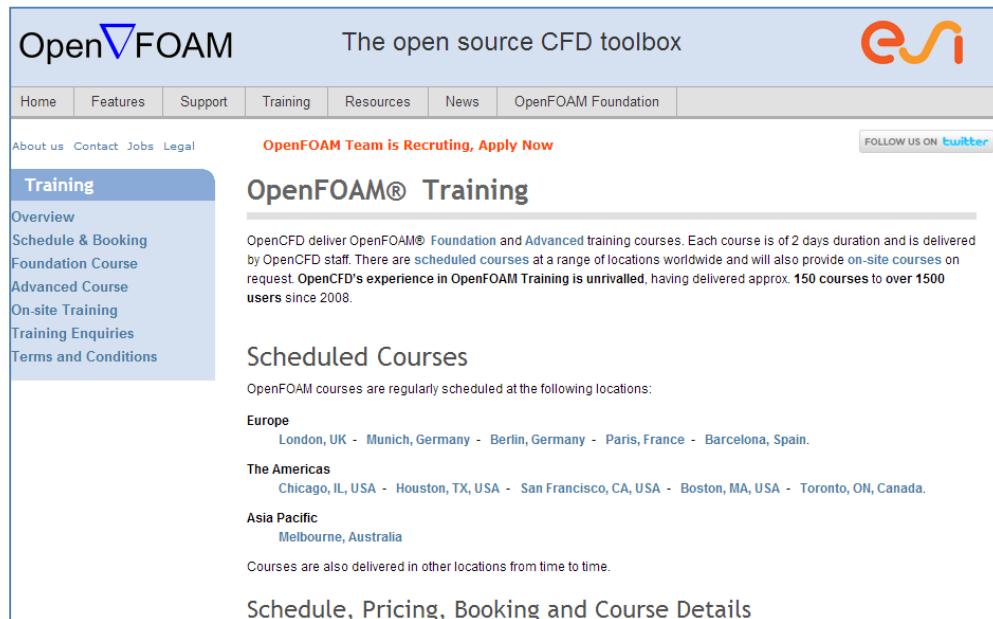 Open∇FOAM
The open source CFD toolbox
esi
Home Features Support Training Resources News OpenFOAM Foundation
About us Contact Jobs Legal
OpenFOAM Team is Recruting, Apply Now
FOLLOW US ON twitter
Training
Overview
Schedule & Booking
Foundation Course
Advanced Course
On-site Training
Training Enquiries
Terms and Conditions
OpenFOAM® Training
OpenCFD deliver OpenFOAM® Foundation and Advanced training courses. Each course is of 2 days duration and is delivered
by OpenCFD staff. There are scheduled courses at a range of locations worldwide and will also provide on-site courses on
request. OpenCFD's experience in OpenFOAM Training is unrivalled, having delivered approx. 150 courses to over 1500
users since 2008.
Scheduled Courses
OpenFOAM courses are regularly scheduled at the following locations:
Europe
London, UK - Munich, Germany - Berlin, Germany - Paris, France - Barcelona, Spain.
The Americas
Chicago, IL, USA - Houston, TX, USA - San Francisco, CA, USA - Boston, MA, USA - Toronto, ON, Canada.
Asia Pacific
Melbourne, Australia
Courses are also delivered in other locations from time to time.
Schedule, Pricing, Booking and Course Details